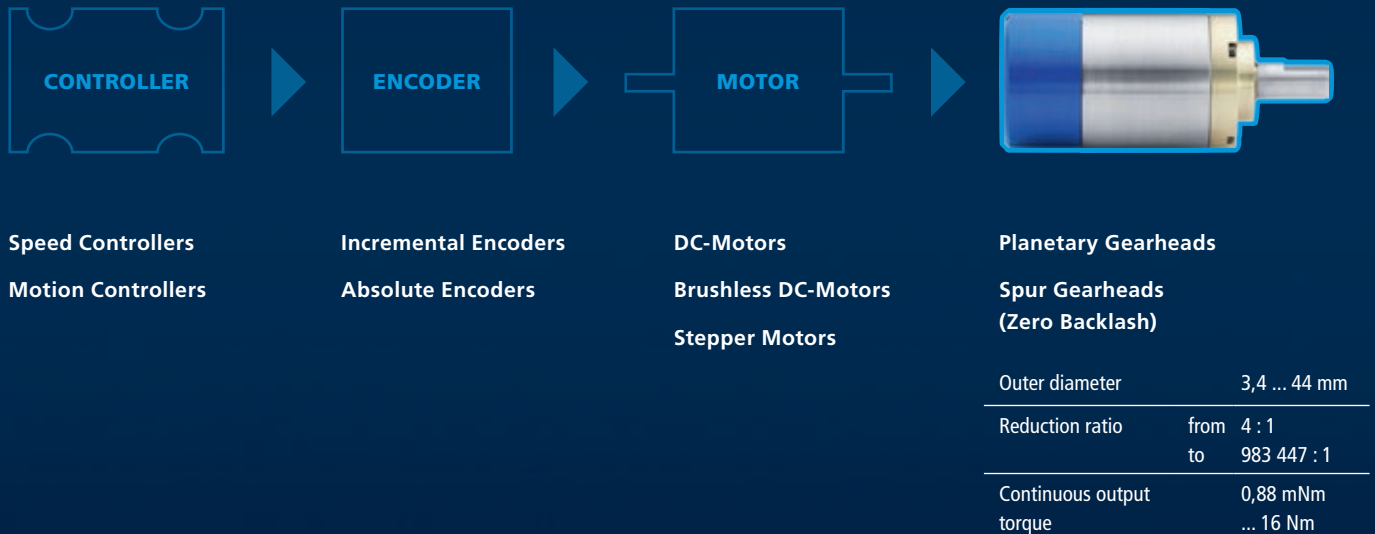 CONTROLLER
ENCODER
MOTOR
Speed Controllers
Motion Controllers
Incremental Encoders
Absolute Encoders
DC-Motors
Brushless DC-Motors
Stepper Motors
Planetary Gearheads
Spur Gearheads
(Zero Backlash)
Outer diameter 3,4 ... 44 mm
Reduction ratio from 4 : 1
to 983 447 : 1
Continuous output 0,88 mNm
torque ... 16 Nm